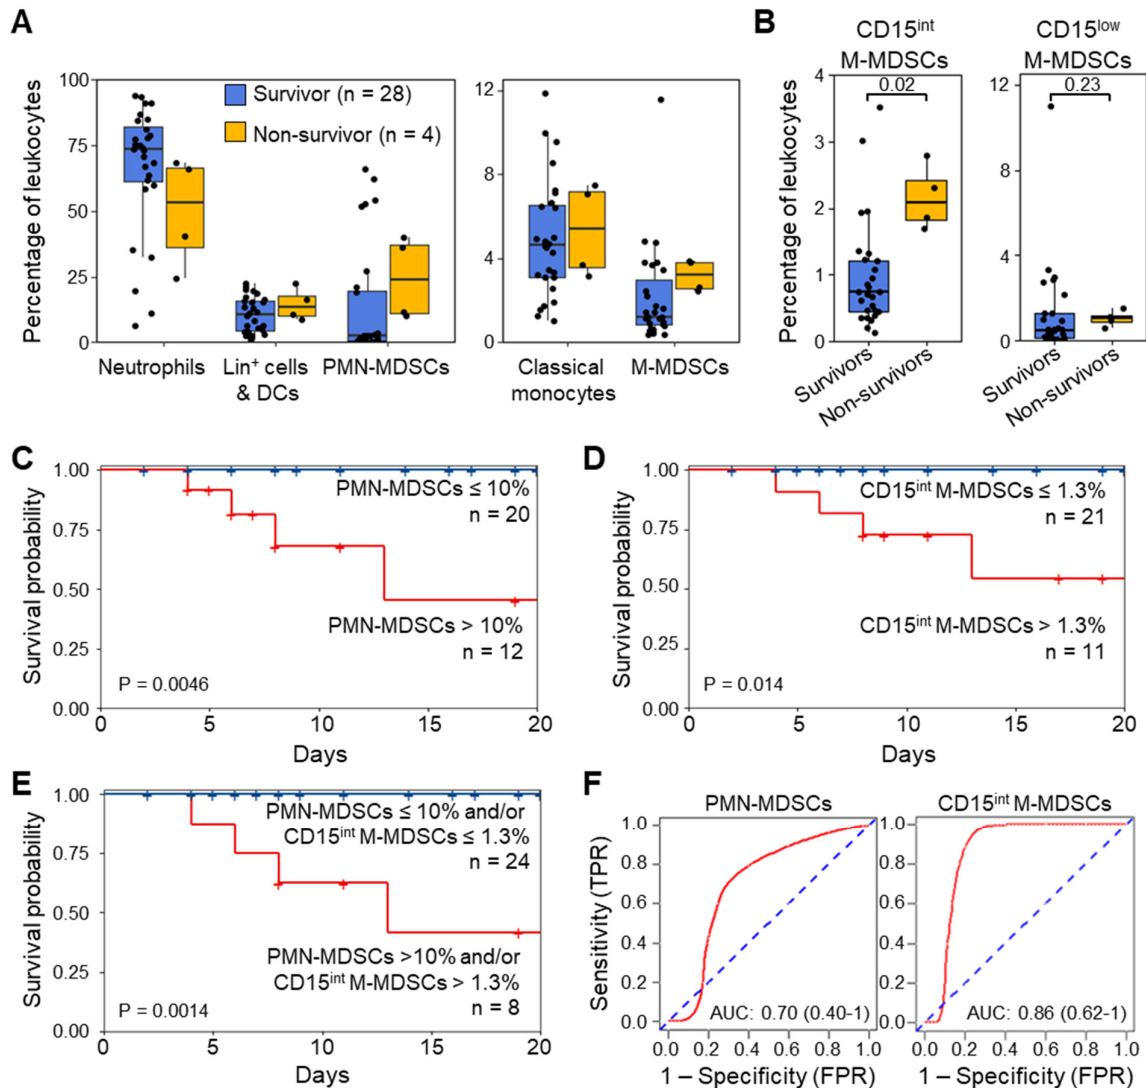 A
Percentage of leukocytes
100
75
50
25
0
Survivor (n = 28)
Non-survivor (n = 4)
Neutrophils
Lin⁺ cells
& DCs
PMN-MDSCs
12
8
4
0
Classical
monocytes
M-MDSCs
B
Percentage of leukocytes
CD15ⁱⁿᵗ
M-MDSCs
4
3
2
1
0
0.02
Survivors
Non-survivors
CD15ˡᵒʷ
M-MDSCs
12
8
4
0
0.23
Survivors
Non-survivors
C
Survival probability
1.00
0.75
0.50
0.25
0.00
PMN-MDSCs ≤ 10%
n = 20
PMN-MDSCs > 10%
n = 12
P = 0.0046
0 5 10 15 20
Days
D
Survival probability
1.00
0.75
0.50
0.25
0.00
CD15ⁱⁿᵗ M-MDSCs ≤ 1.3%
n = 21
CD15ⁱⁿᵗ M-MDSCs > 1.3%
n = 11
P = 0.014
0 5 10 15 20
Days
E
Survival probability
1.00
0.75
0.50
0.25
0.00
PMN-MDSCs ≤ 10% and/or
CD15ⁱⁿᵗ M-MDSCs ≤ 1.3%
n = 24
PMN-MDSCs >10% and/or
CD15ⁱⁿᵗ M-MDSCs > 1.3%
n = 8
P = 0.0014
0 5 10 15 20
Days
F
Sensitivity (TPR)
PMN-MDSCs
1.0
0.8
0.6
0.4
0.2
0.0
AUC: 0.70 (0.40-1)
0.0 0.2 0.4 0.6 0.8 1.0
1 – Specificity (FPR)
CD15ⁱⁿᵗ M-MDSCs
1.0
0.8
0.6
0.4
0.2
0.0
AUC: 0.86 (0.62-1)
0.0 0.2 0.4 0.6 0.8 1.0
1 – Specificity (FPR)